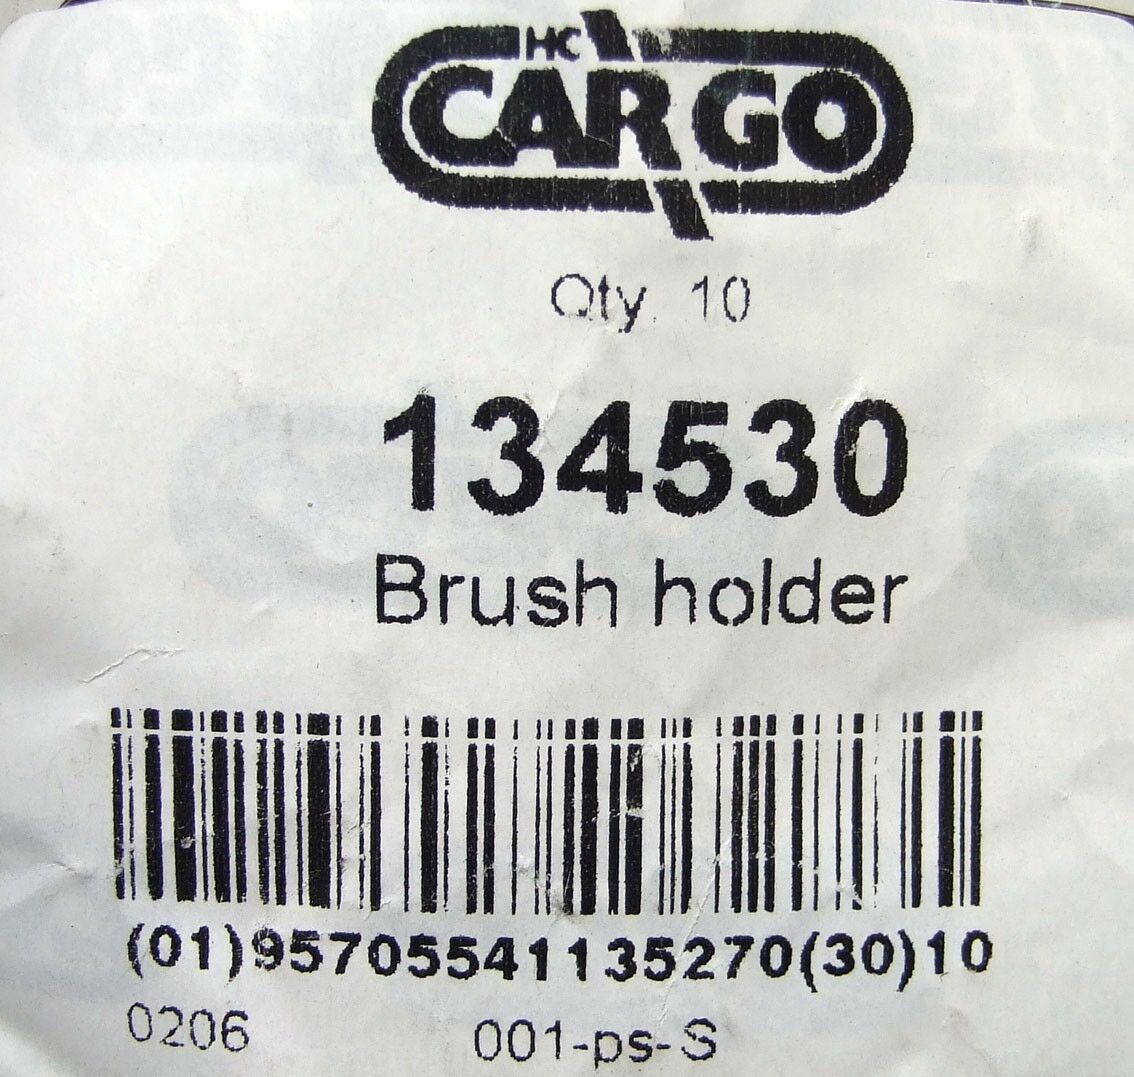 HC
CARGO
Qty. 10
134530
Brush holder
(01)95705541135270(30)10
0206 001-ps-S